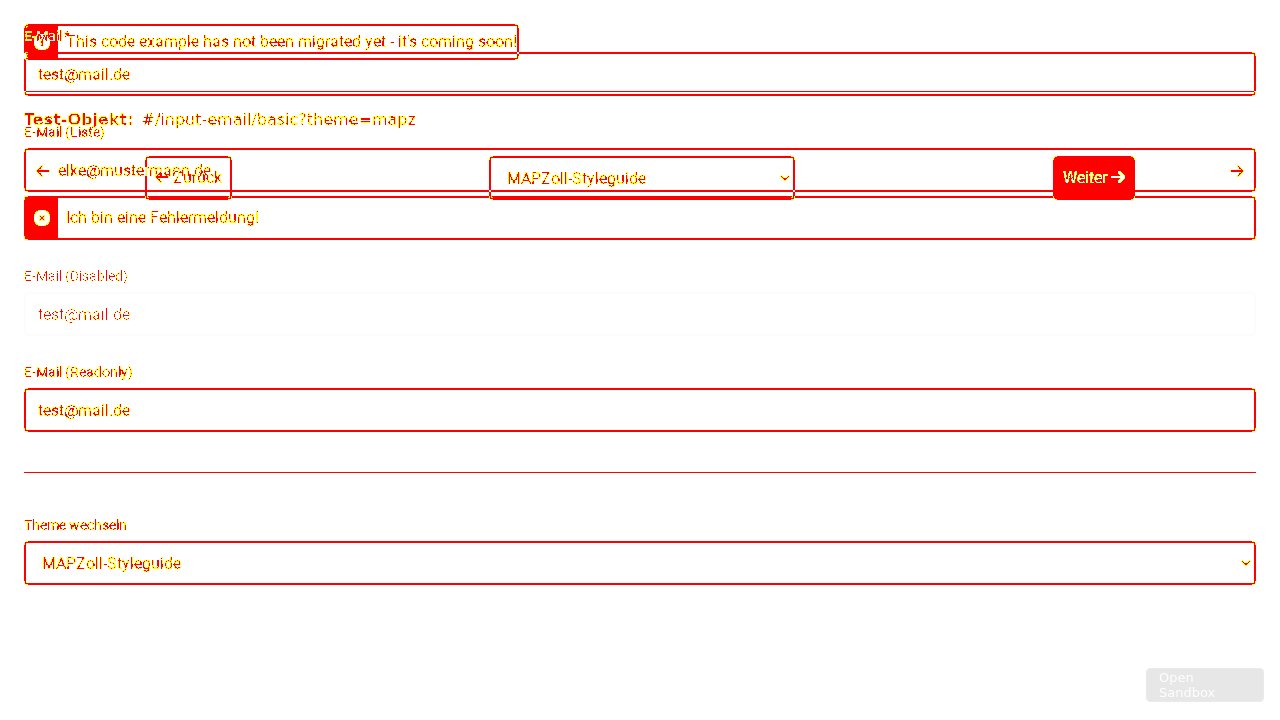 E-Mail*
This code example has not been migrated yet - it's coming soon!
test@mail.de
Test-Objekt: #/input-email/basic?theme=mapz
E-Mail (Liste)
elke@mustermann.de
Zurück
MAPZoll-Styleguide
Weiter
Ich bin eine Fehlermeldung!
E-Mail (Disabled)
test@mail.de
E-Mail (Readonly)
test@mail.de
Theme wechseln
MAPZoll-Styleguide
Open
Sandbox